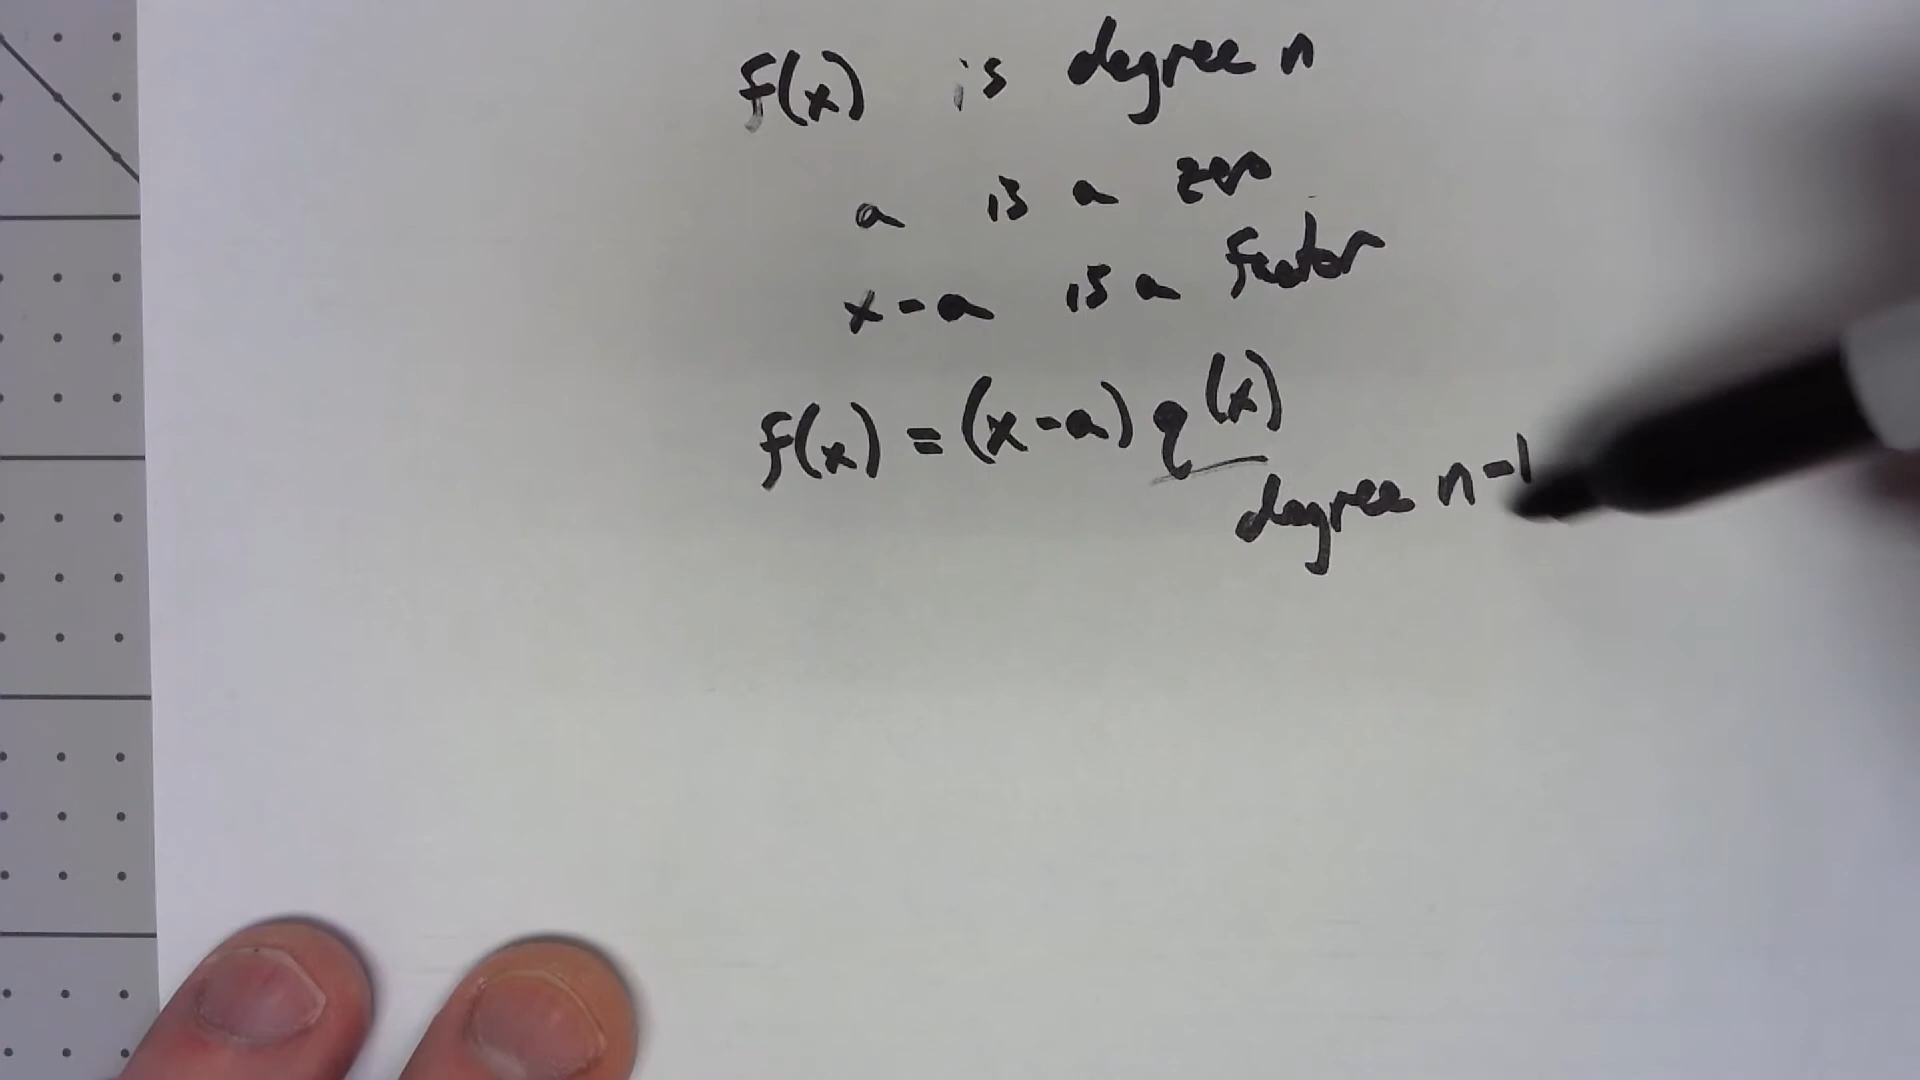 f(x) is degree n
a is a zero
x-a is a factor
f(x) = (x-a) q(x)
degree n-1